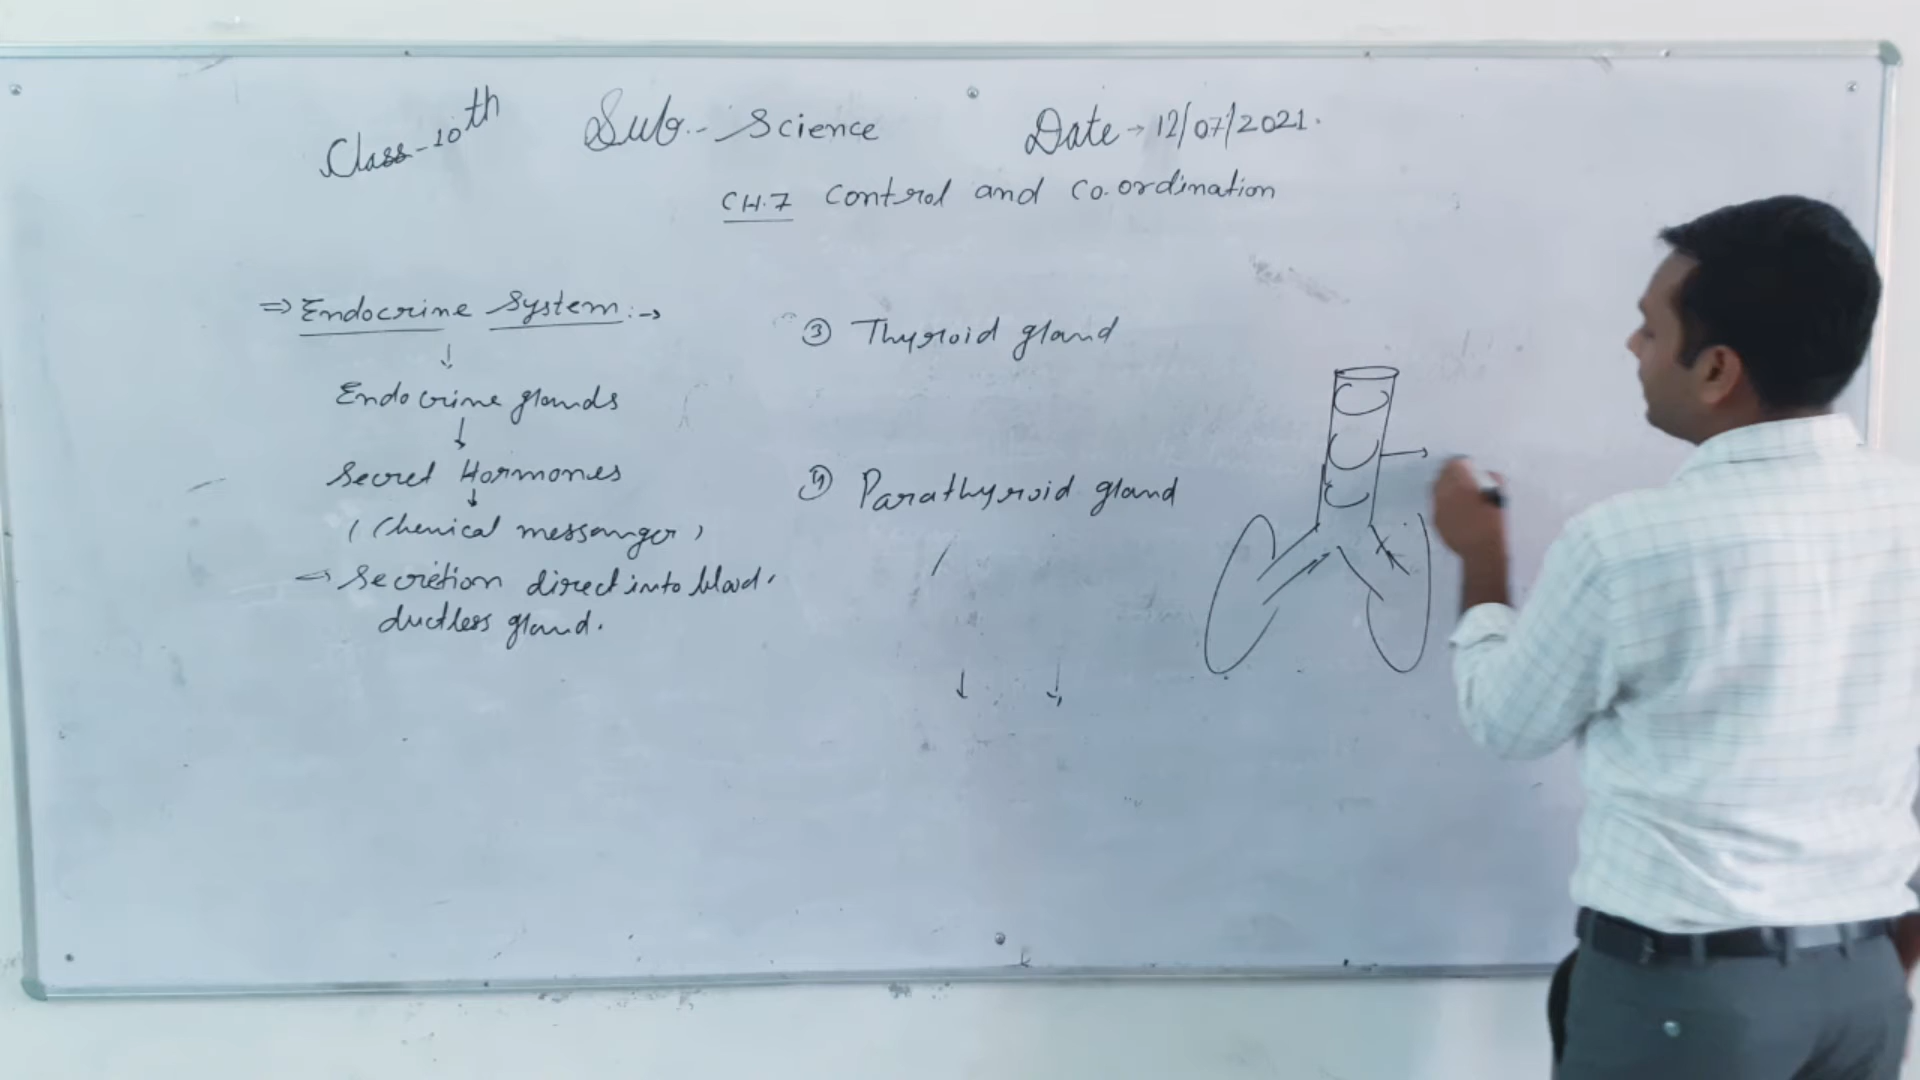 Class-10th Sub.- Science Date → 12/07/2021.
CH.7 Control and Co.ordination
⇒ Endocrine System:→
↓
Endocrine glands
↓
Secret Hormones
↓
(Chemical messanger)
→ Secretion direct into blood.
ductless gland.
③ Thyroid gland
④ Parathyroid gland